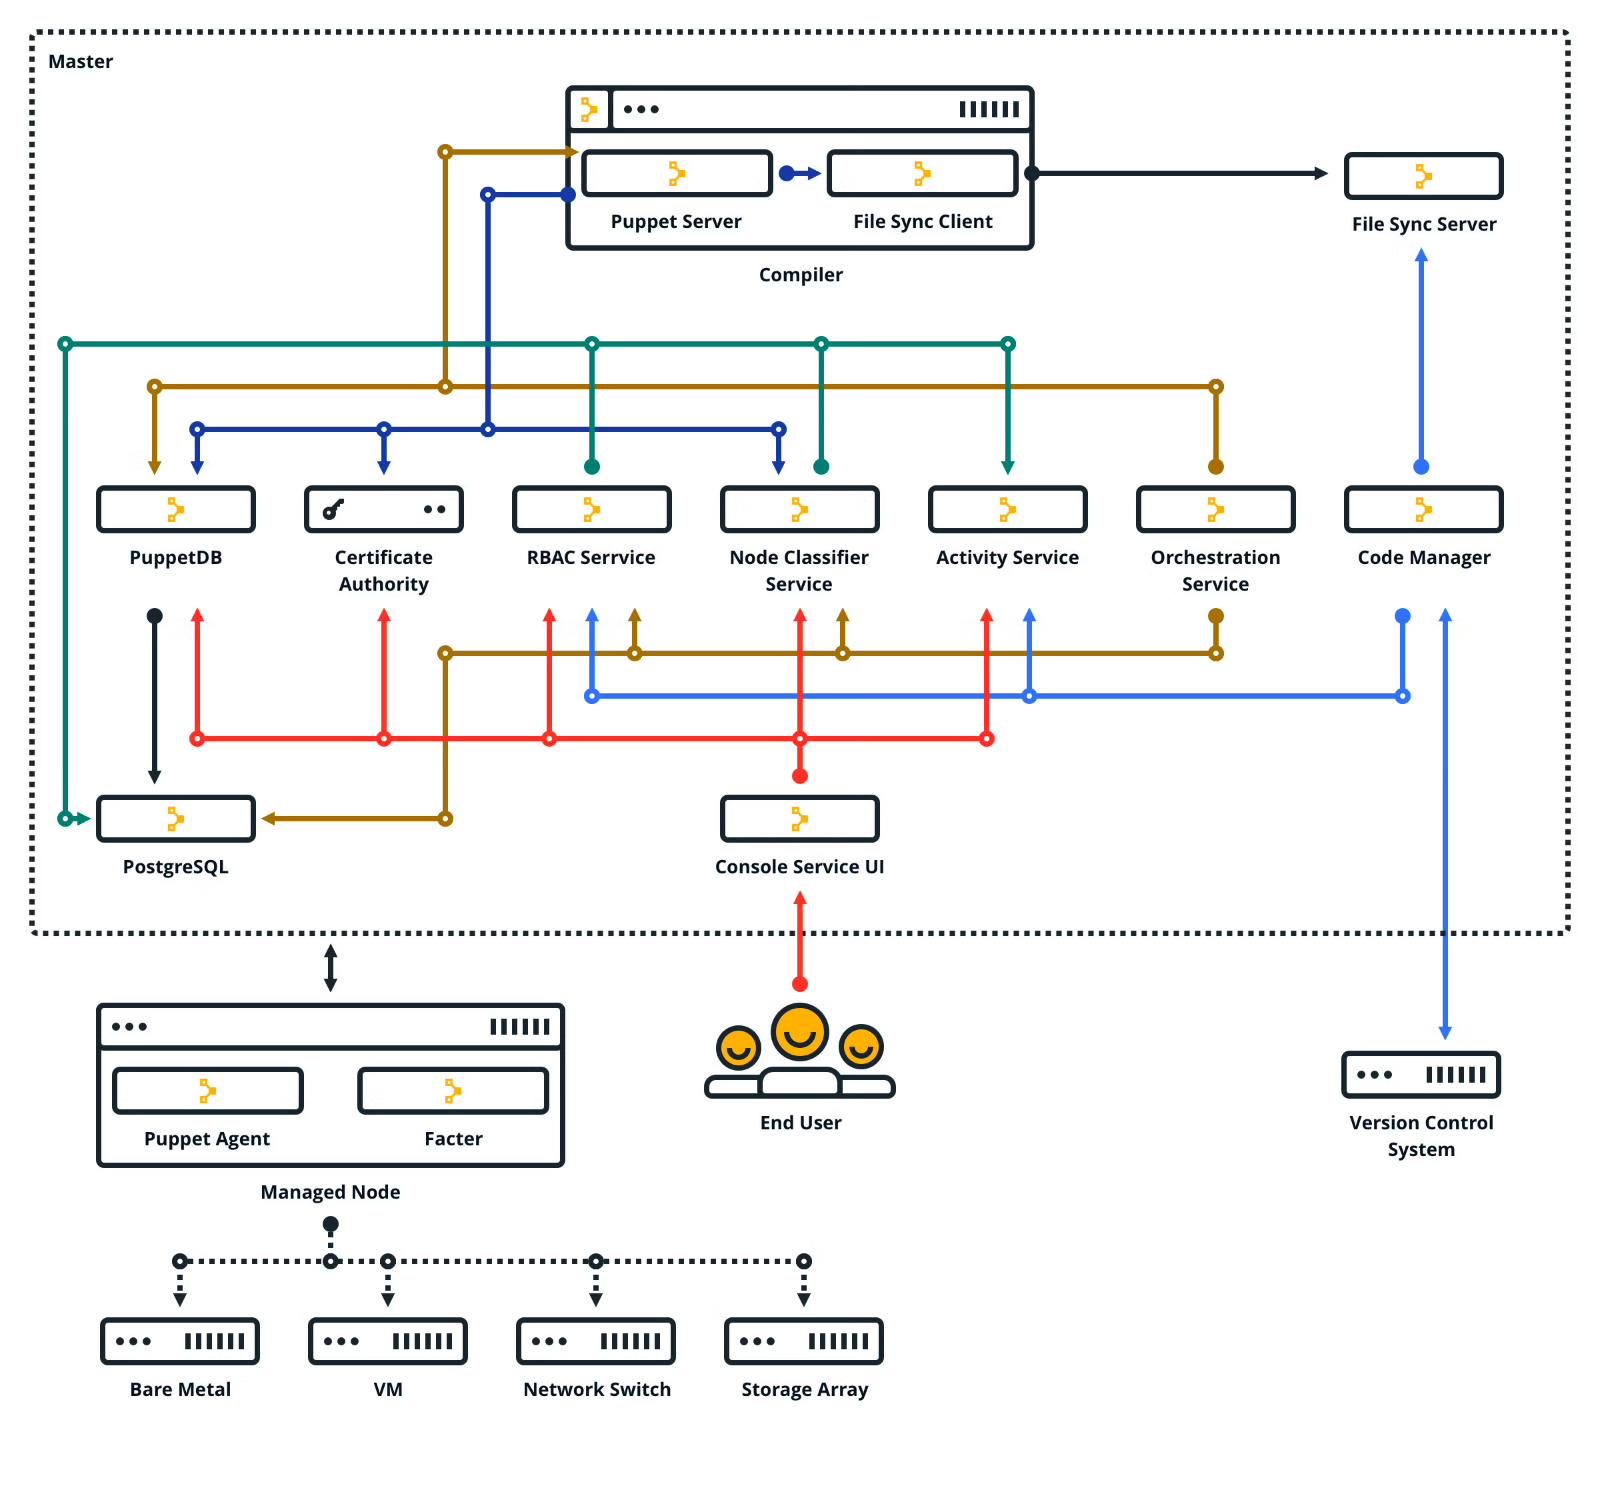 Master
Puppet Server
File Sync Client
File Sync Server
Compiler
PuppetDB
Certificate
Authority
RBAC Serrvice
Node Classifier
Service
Activity Service
Orchestration
Service
Code Manager
PostgreSQL
Console Service UI
Puppet Agent
Facter
End User
Version Control
System
Managed Node
Bare Metal
VM
Network Switch
Storage Array